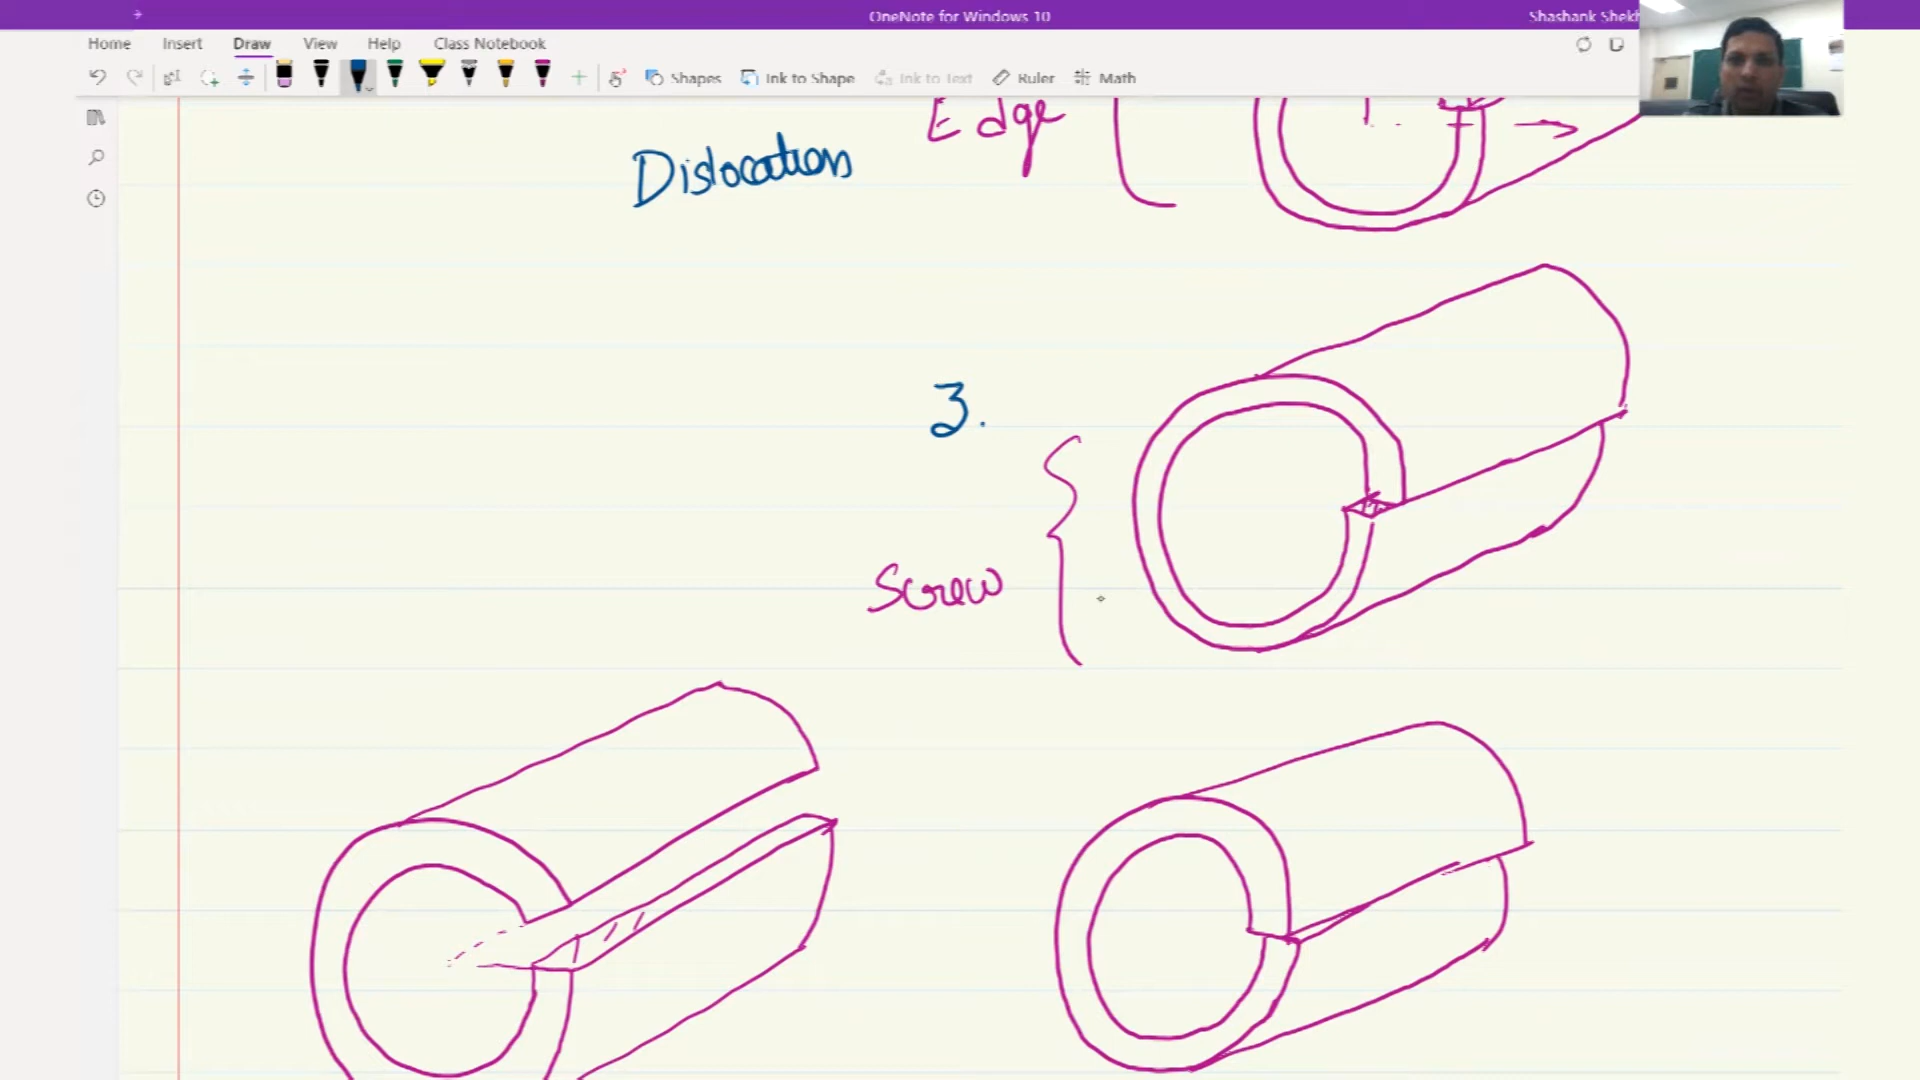 OneNote for Windows 10
Shashank Shekh
Home Insert Draw View Help Class Notebook
Shapes Ink to Shape Ink to Text Ruler Math
Edge
Dislocations
3.
Screw